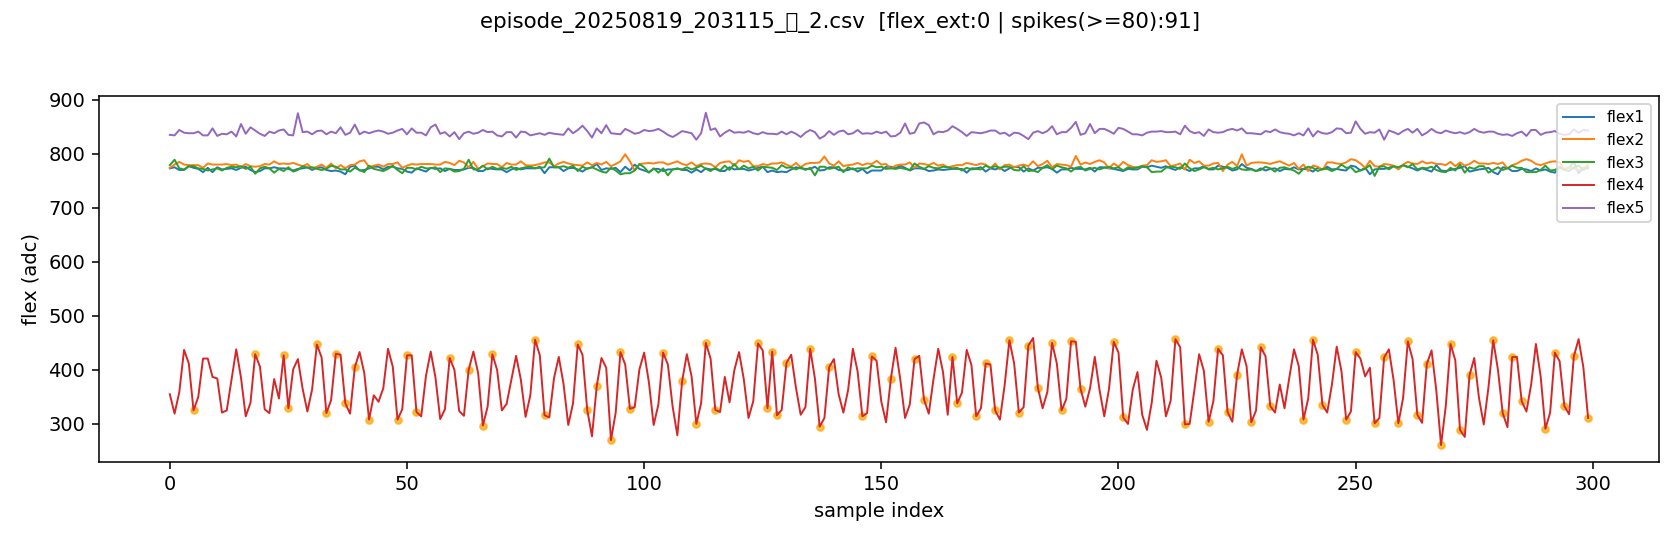 episode_20250819_203115_▯_2.csv  [flex_ext:0 | spikes(>=80):91]
900
800
700
600
500
400
300
flex (adc)
flex1
flex2
flex3
flex4
flex5
0
50
100
150
200
250
300
sample index